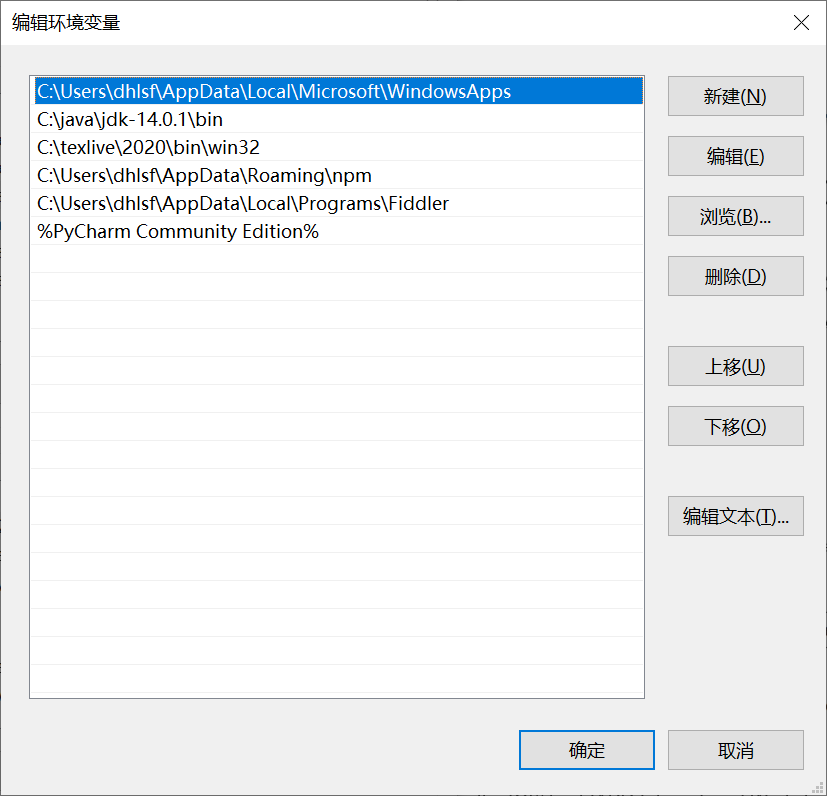 编辑环境变量
C:\Users\dhlsf\AppData\Local\Microsoft\WindowsApps
C:\java\jdk-14.0.1\bin
C:\texlive\2020\bin\win32
C:\Users\dhlsf\AppData\Roaming\npm
C:\Users\dhlsf\AppData\Local\Programs\Fiddler
%PyCharm Community Edition%
新建(N)
编辑(E)
浏览(B)...
删除(D)
上移(U)
下移(O)
编辑文本(T)...
确定
取消